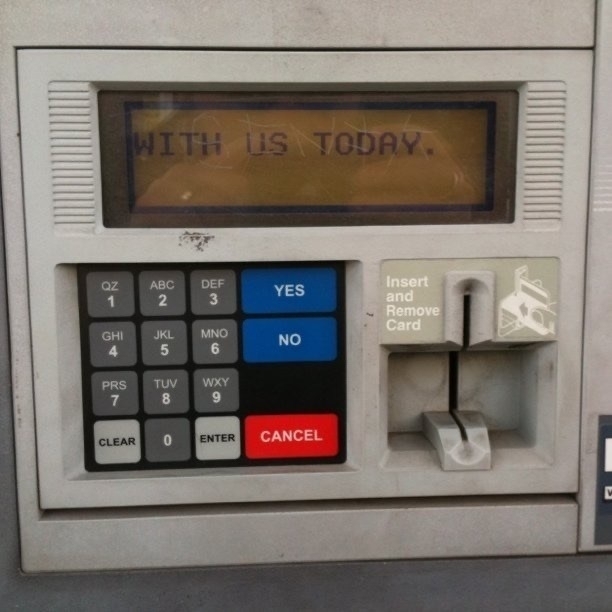 WITH US TODAY.
QZ ABC DEF
1 2 3 YES
GHI JKL MNO
4 5 6 NO
PRS TUV WXY
7 8 9
CLEAR 0 ENTER CANCEL
Insert
and
Remove
Card